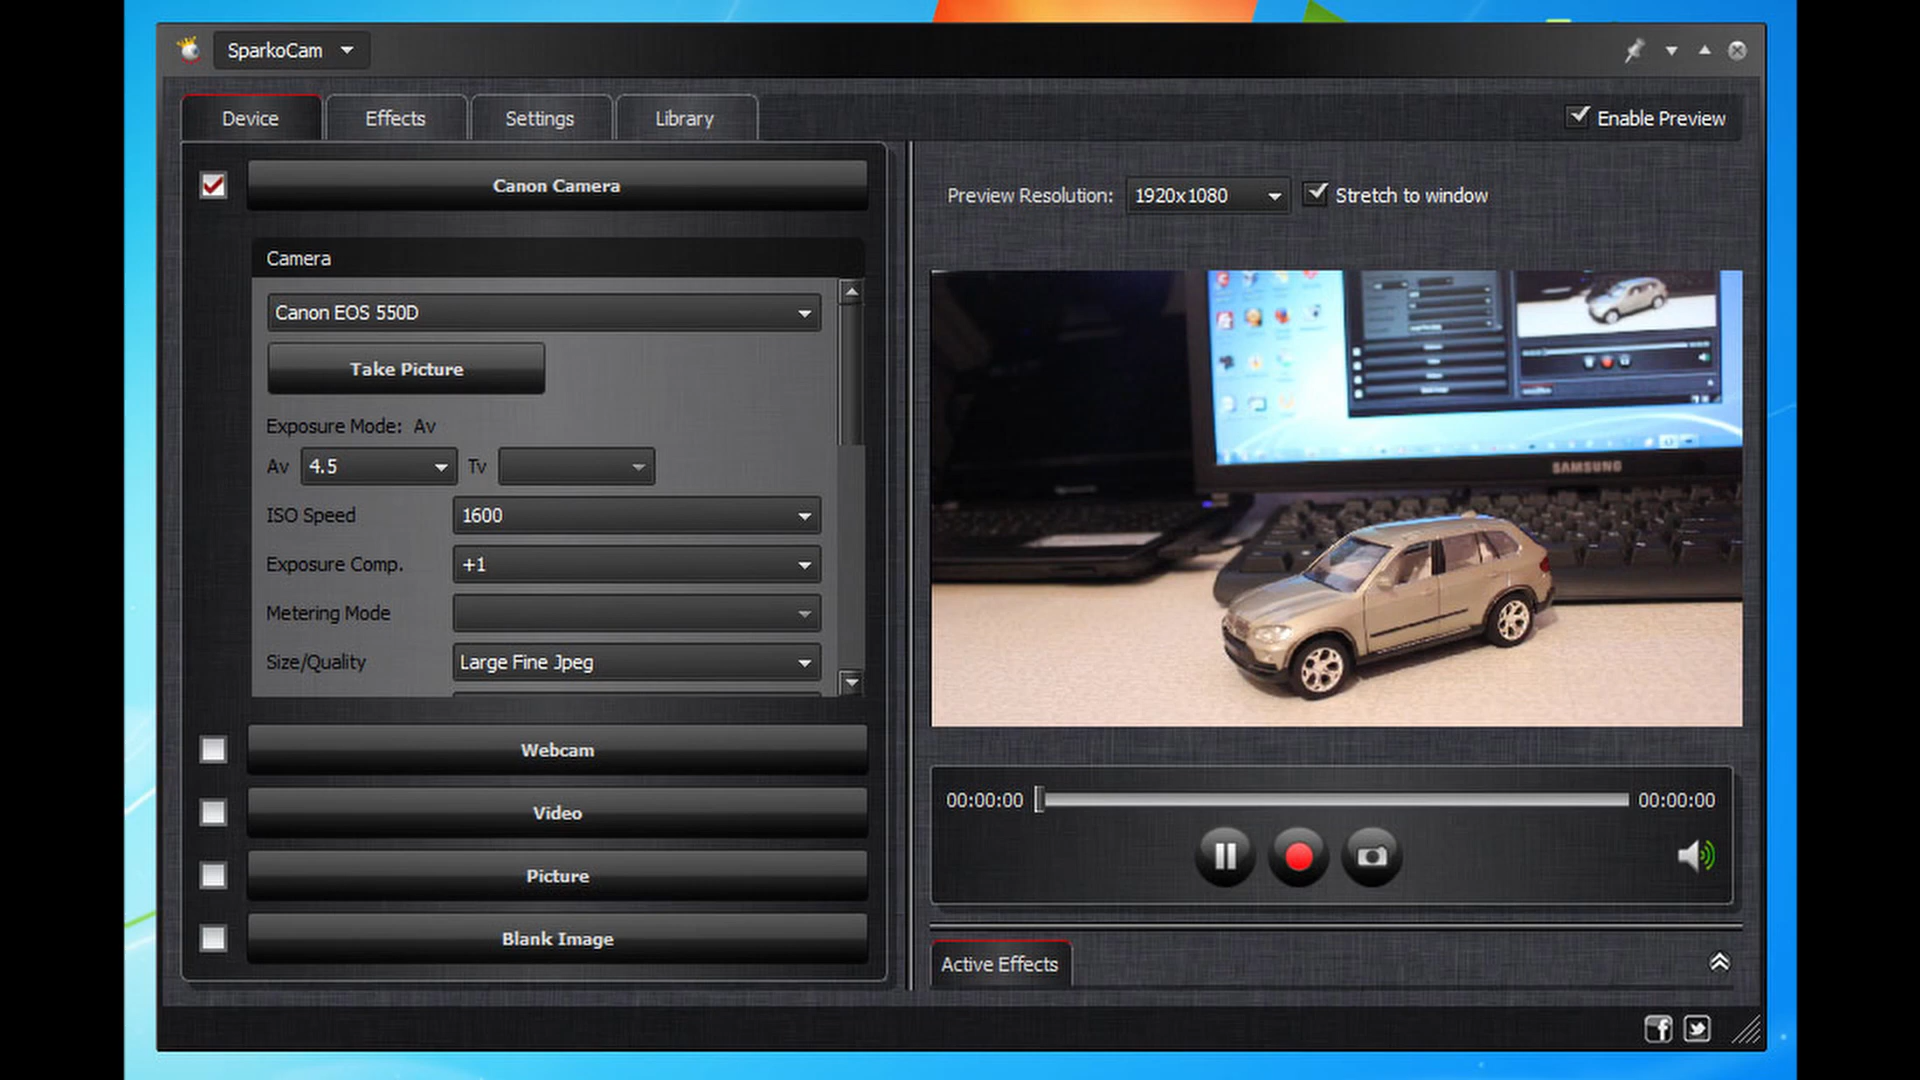 SparkoCam
Device
Effects
Settings
Library
Enable Preview
Canon Camera
Camera
Canon EOS 550D
Take Picture
Exposure Mode: Av
Av 4.5 Tv
ISO Speed 1600
Exposure Comp. +1
Metering Mode
Size/Quality Large Fine Jpeg
Webcam
Video
Picture
Blank Image
Preview Resolution: 1920x1080 Stretch to window
SAMSUNG
00:00:00 00:00:00
Active Effects